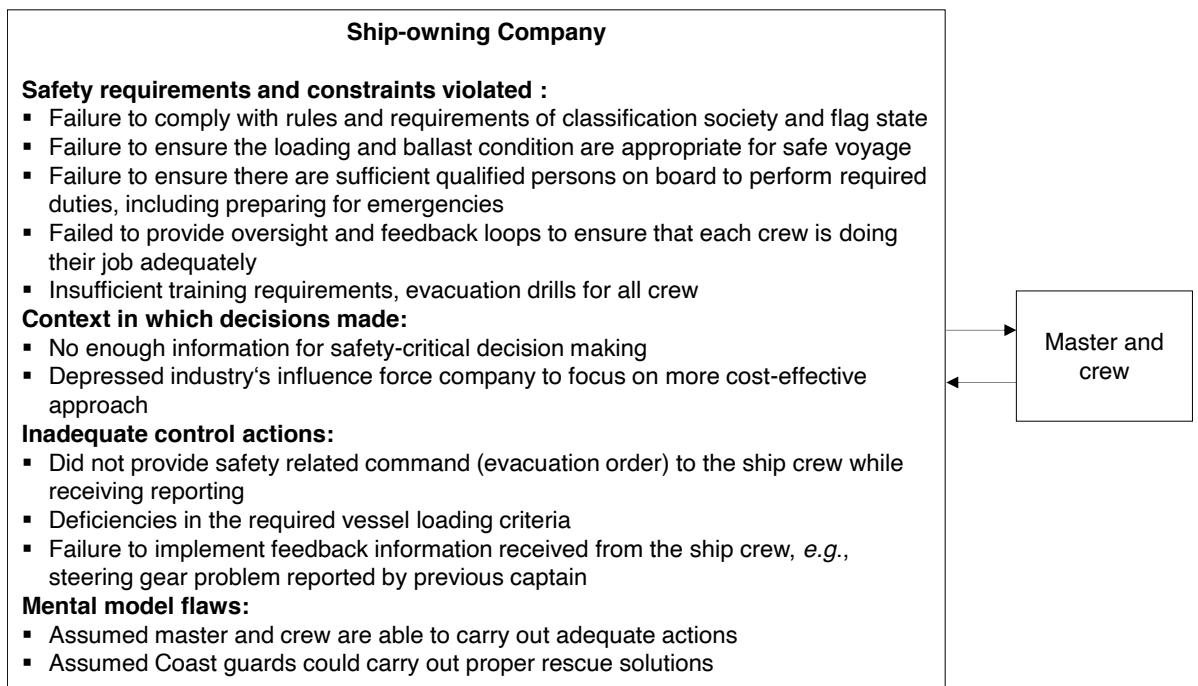 Ship-owning Company
Safety requirements and constraints violated :
▪ Failure to comply with rules and requirements of classification society and flag state
▪ Failure to ensure the loading and ballast condition are appropriate for safe voyage
▪ Failure to ensure there are sufficient qualified persons on board to perform required
duties, including preparing for emergencies
▪ Failed to provide oversight and feedback loops to ensure that each crew is doing
their job adequately
▪ Insufficient training requirements, evacuation drills for all crew
Context in which decisions made:
▪ No enough information for safety-critical decision making
▪ Depressed industry‘s influence force company to focus on more cost-effective
approach
Inadequate control actions:
▪ Did not provide safety related command (evacuation order) to the ship crew while
receiving reporting
▪ Deficiencies in the required vessel loading criteria
▪ Failure to implement feedback information received from the ship crew, e.g.,
steering gear problem reported by previous captain
Mental model flaws:
▪ Assumed master and crew are able to carry out adequate actions
▪ Assumed Coast guards could carry out proper rescue solutions
Master and
crew